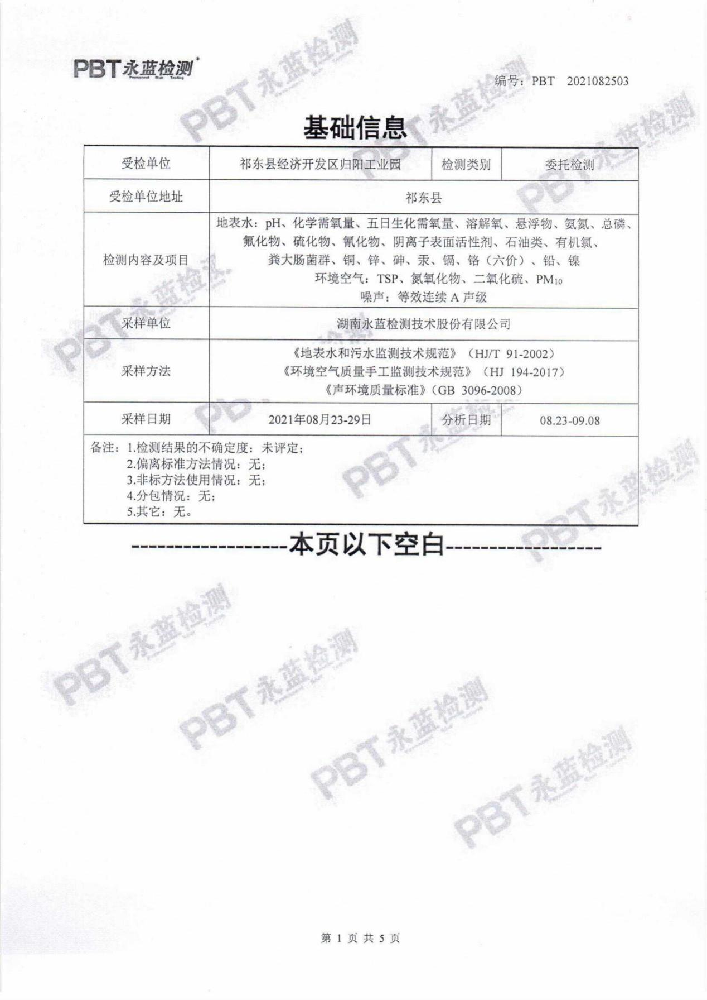 PBT永蓝检测
Permanent Blue Testing
编号：PBT 2021082503
基础信息
受检单位 祁东县经济开发区归阳工业园 检测类别 委托检测
受检单位地址 祁东县
检测内容及项目
地表水：pH、化学需氧量、五日生化需氧量、溶解氧、悬浮物、氨氮、总磷、
氟化物、硫化物、氰化物、阴离子表面活性剂、石油类、有机氯、
粪大肠菌群、铜、锌、砷、汞、镉、铬（六价）、铅、镍
环境空气：TSP、氮氧化物、二氧化硫、PM10
噪声：等效连续 A 声级
采样单位 湖南永蓝检测技术股份有限公司
采样方法
《地表水和污水监测技术规范》（HJ/T 91-2002）
《环境空气质量手工监测技术规范》（HJ 194-2017）
《声环境质量标准》（GB 3096-2008）
采样日期 2021年08月23-29日 分析日期 08.23-09.08
备注：1.检测结果的不确定度：未评定；
2.偏离标准方法情况：无；
3.非标方法使用情况：无；
4.分包情况：无；
5.其它：无。
------------------本页以下空白------------------
第 1 页 共 5 页